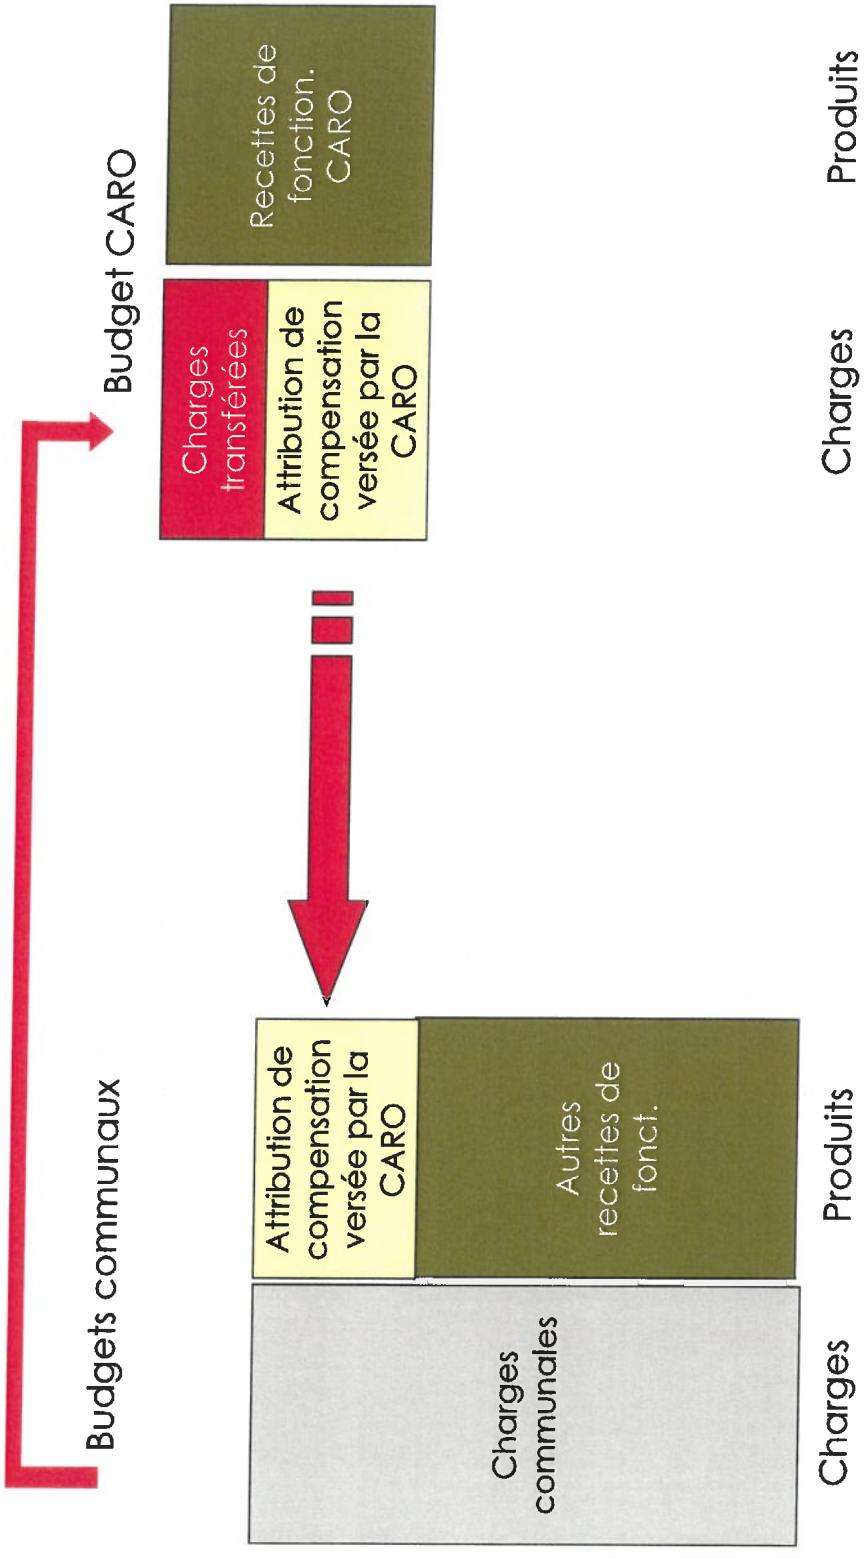 Budgets communaux
Budget CARO
Charges
communales
Attribution de
compensation
versée par la
CARO
Autres
recettes de
fonct.
Charges
transférées
Attribution de
compensation
versée par la
CARO
Recettes de
fonction.
CARO
Charges
Produits
Charges
Produits